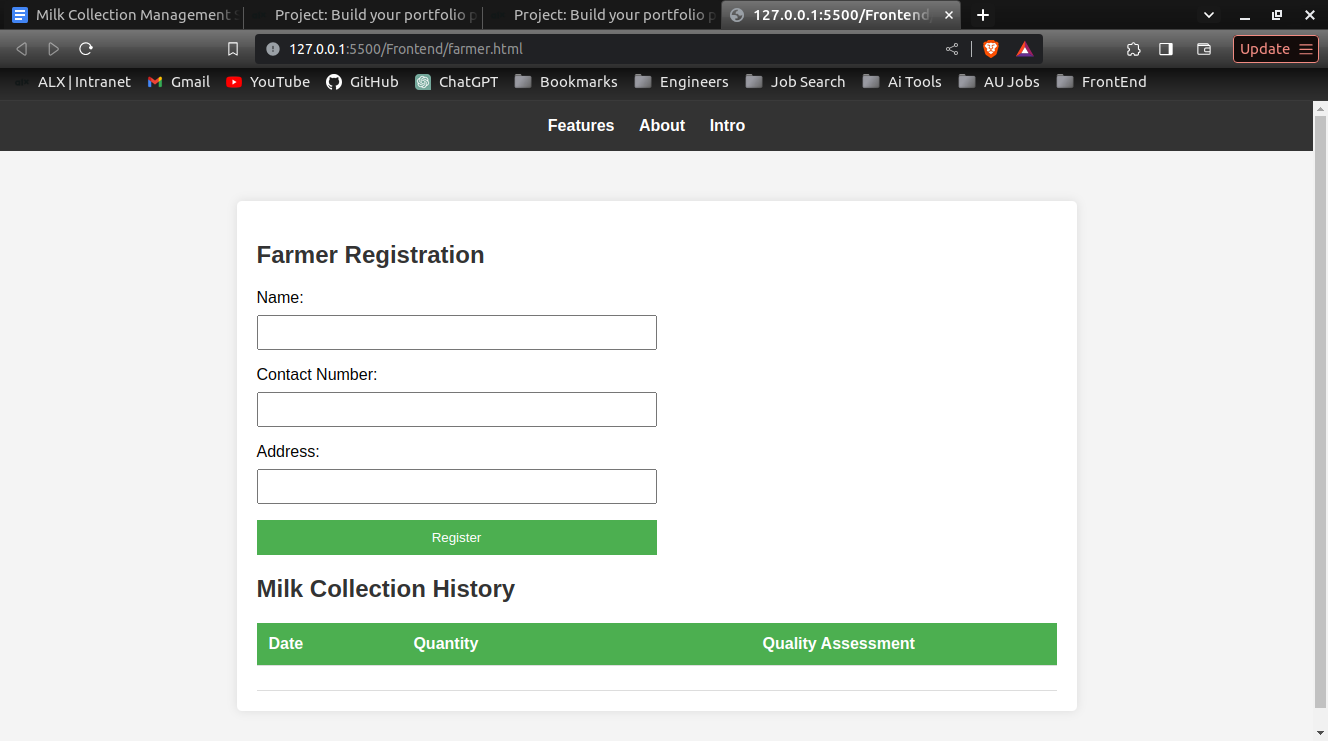 Milk Collection Management S
Project: Build your portfolio p
Project: Build your portfolio p
127.0.0.1:5500/Frontend/
127.0.0.1:5500/Frontend/farmer.html
Update
ALX | Intranet
Gmail
YouTube
GitHub
ChatGPT
Bookmarks
Engineers
Job Search
Ai Tools
AU Jobs
FrontEnd
Features About Intro
Farmer Registration
Name:
Contact Number:
Address:
Register
Milk Collection History
Date Quantity Quality Assessment